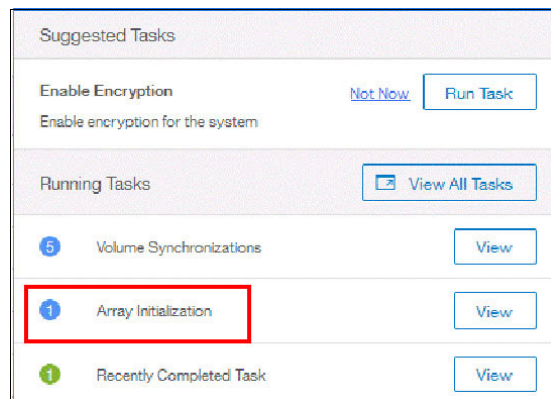 Suggested Tasks
Enable Encryption
Not Now
Run Task
Enable encryption for the system
Running Tasks
View All Tasks
5 Volume Synchronizations View
1 Array Initialization View
1 Recently Completed Task View